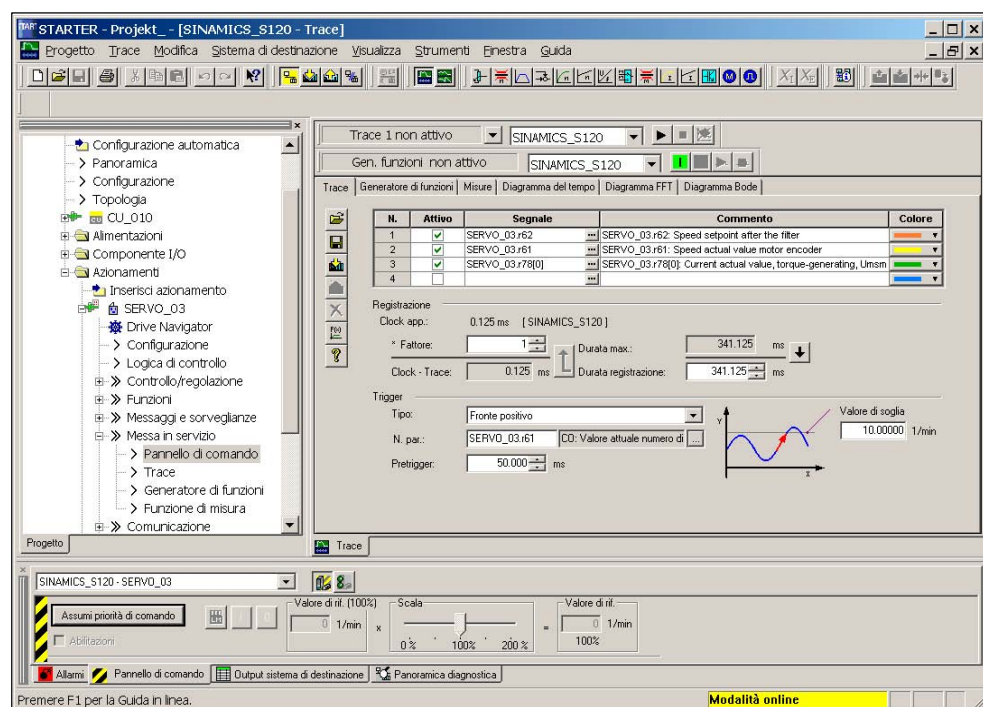 STARTER - Projekt_ - [SINAMICS_S120 - Trace]
Progetto Trace Modifica Sistema di destinazione Visualizza Strumenti Finestra Guida
Configurazione automatica
Panoramica
Configurazione
Topologia
CU_010
Alimentazioni
Componente I/O
Azionamenti
Inserisci azionamento
SERVO_03
Drive Navigator
Configurazione
Logica di controllo
Controllo/regolazione
Funzioni
Messaggi e sorveglianze
Messa in servizio
Pannello di comando
Trace
Generatore di funzioni
Funzione di misura
Comunicazione
Progetto
Trace 1 non attivo SINAMICS_S120
Gen. funzioni non attivo SINAMICS_S120
Trace Generatore di funzioni Misure Diagramma del tempo Diagramma FFT Diagramma Bode
N. Attivo Segnale Commento Colore
1 SERVO_03.r62 ... SERVO_03.r62: Speed setpoint after the filter
2 SERVO_03.r61 ... SERVO_03.r61: Speed actual value motor encoder
3 SERVO_03.r78[0] ... SERVO_03.r78[0]: Current actual value, torque-generating, Umsm
4 ...
Registrazione
Clock app.: 0.125 ms [ SINAMICS_S120 ]
* Fattore: 1 Durata max.: 341.125 ms
Clock - Trace: 0.125 ms Durata registrazione: 341.125 ms
Trigger
Tipo: Fronte positivo
N. par.: SERVO_03.r61 CO: Valore attuale numero di ...
Pretrigger: 50.000 ms
Y
x
Valore di soglia
10.00000 1/min
Trace
SINAMICS_S120 - SERVO_03
Assumi priorità di comando
Abilitazioni
Valore di rif. (100%)
0 1/min
x
Scala
0 % 100% 200 %
=
Valore di rif.
0 1/min
100%
Allarmi Pannello di comando Output sistema di destinazione Panoramica diagnostica
Premere F1 per la Guida in linea.
Modalità online